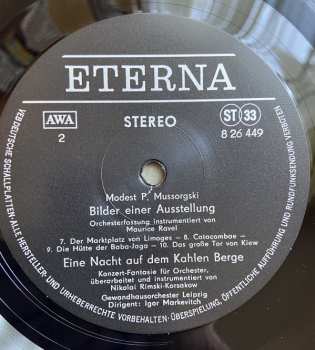 ETERNA
AWA
2
STEREO
ST 33
8 26 449
Modest P. Mussorgski
Bilder einer Ausstellung
Orchesterfassung instrumentiert von
Maurice Ravel
7. Der Marktplatz von Limoges – 8. Catacombae –
9. Die Hütte der Baba-Jaga – 10. Das große Tor von Kiew
Eine Nacht auf dem Kahlen Berge
Konzert-Fantasie für Orchester,
überarbeitet und instrumentiert von
Nikolai Rimski-Korsakow
Gewandhausorchester Leipzig
Dirigent: Igor Markevitch
VEB DEUTSCHE SCHALLPLATTEN · ALLE HERSTELLER- UND URHEBERRECHTE VORBEHALTEN · ÜBERSPIELUNG, ÖFFENTLICHE AUFFÜHRUNG UND RUNDFUNKSENDUNG VERBOTEN